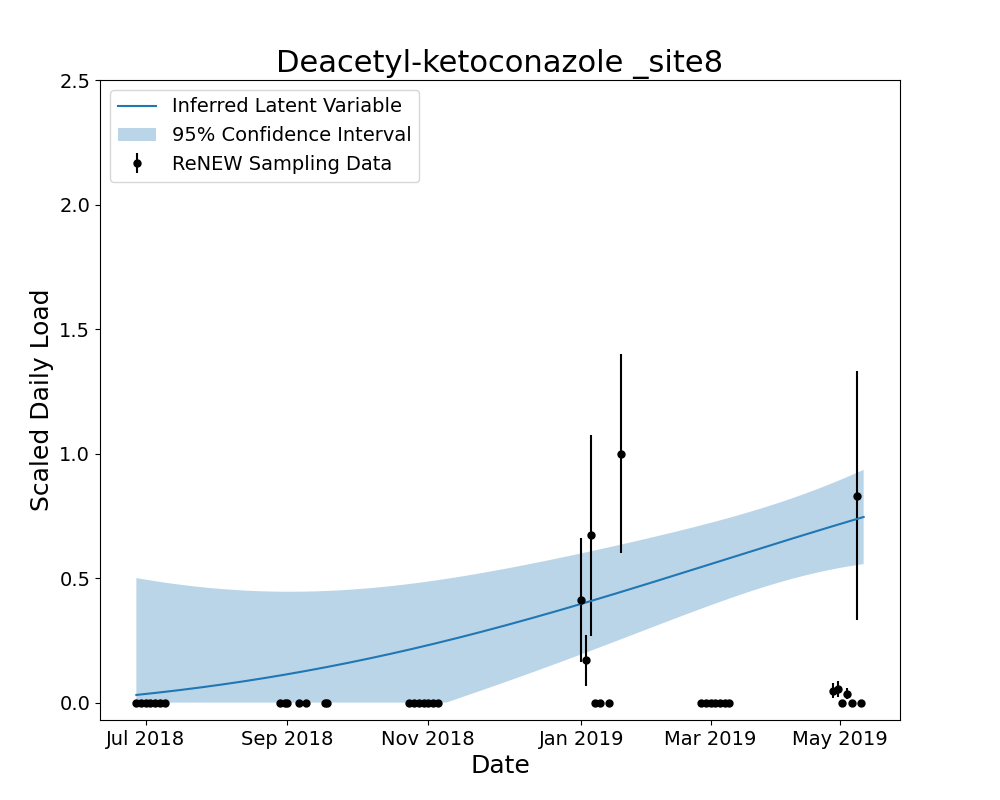 Deacetyl-ketoconazole _site8
2.5
2.0
1.5
1.0
0.5
0.0
Scaled Daily Load
Inferred Latent Variable
95% Confidence Interval
ReNEW Sampling Data
Jul 2018
Sep 2018
Nov 2018
Jan 2019
Mar 2019
May 2019
Date